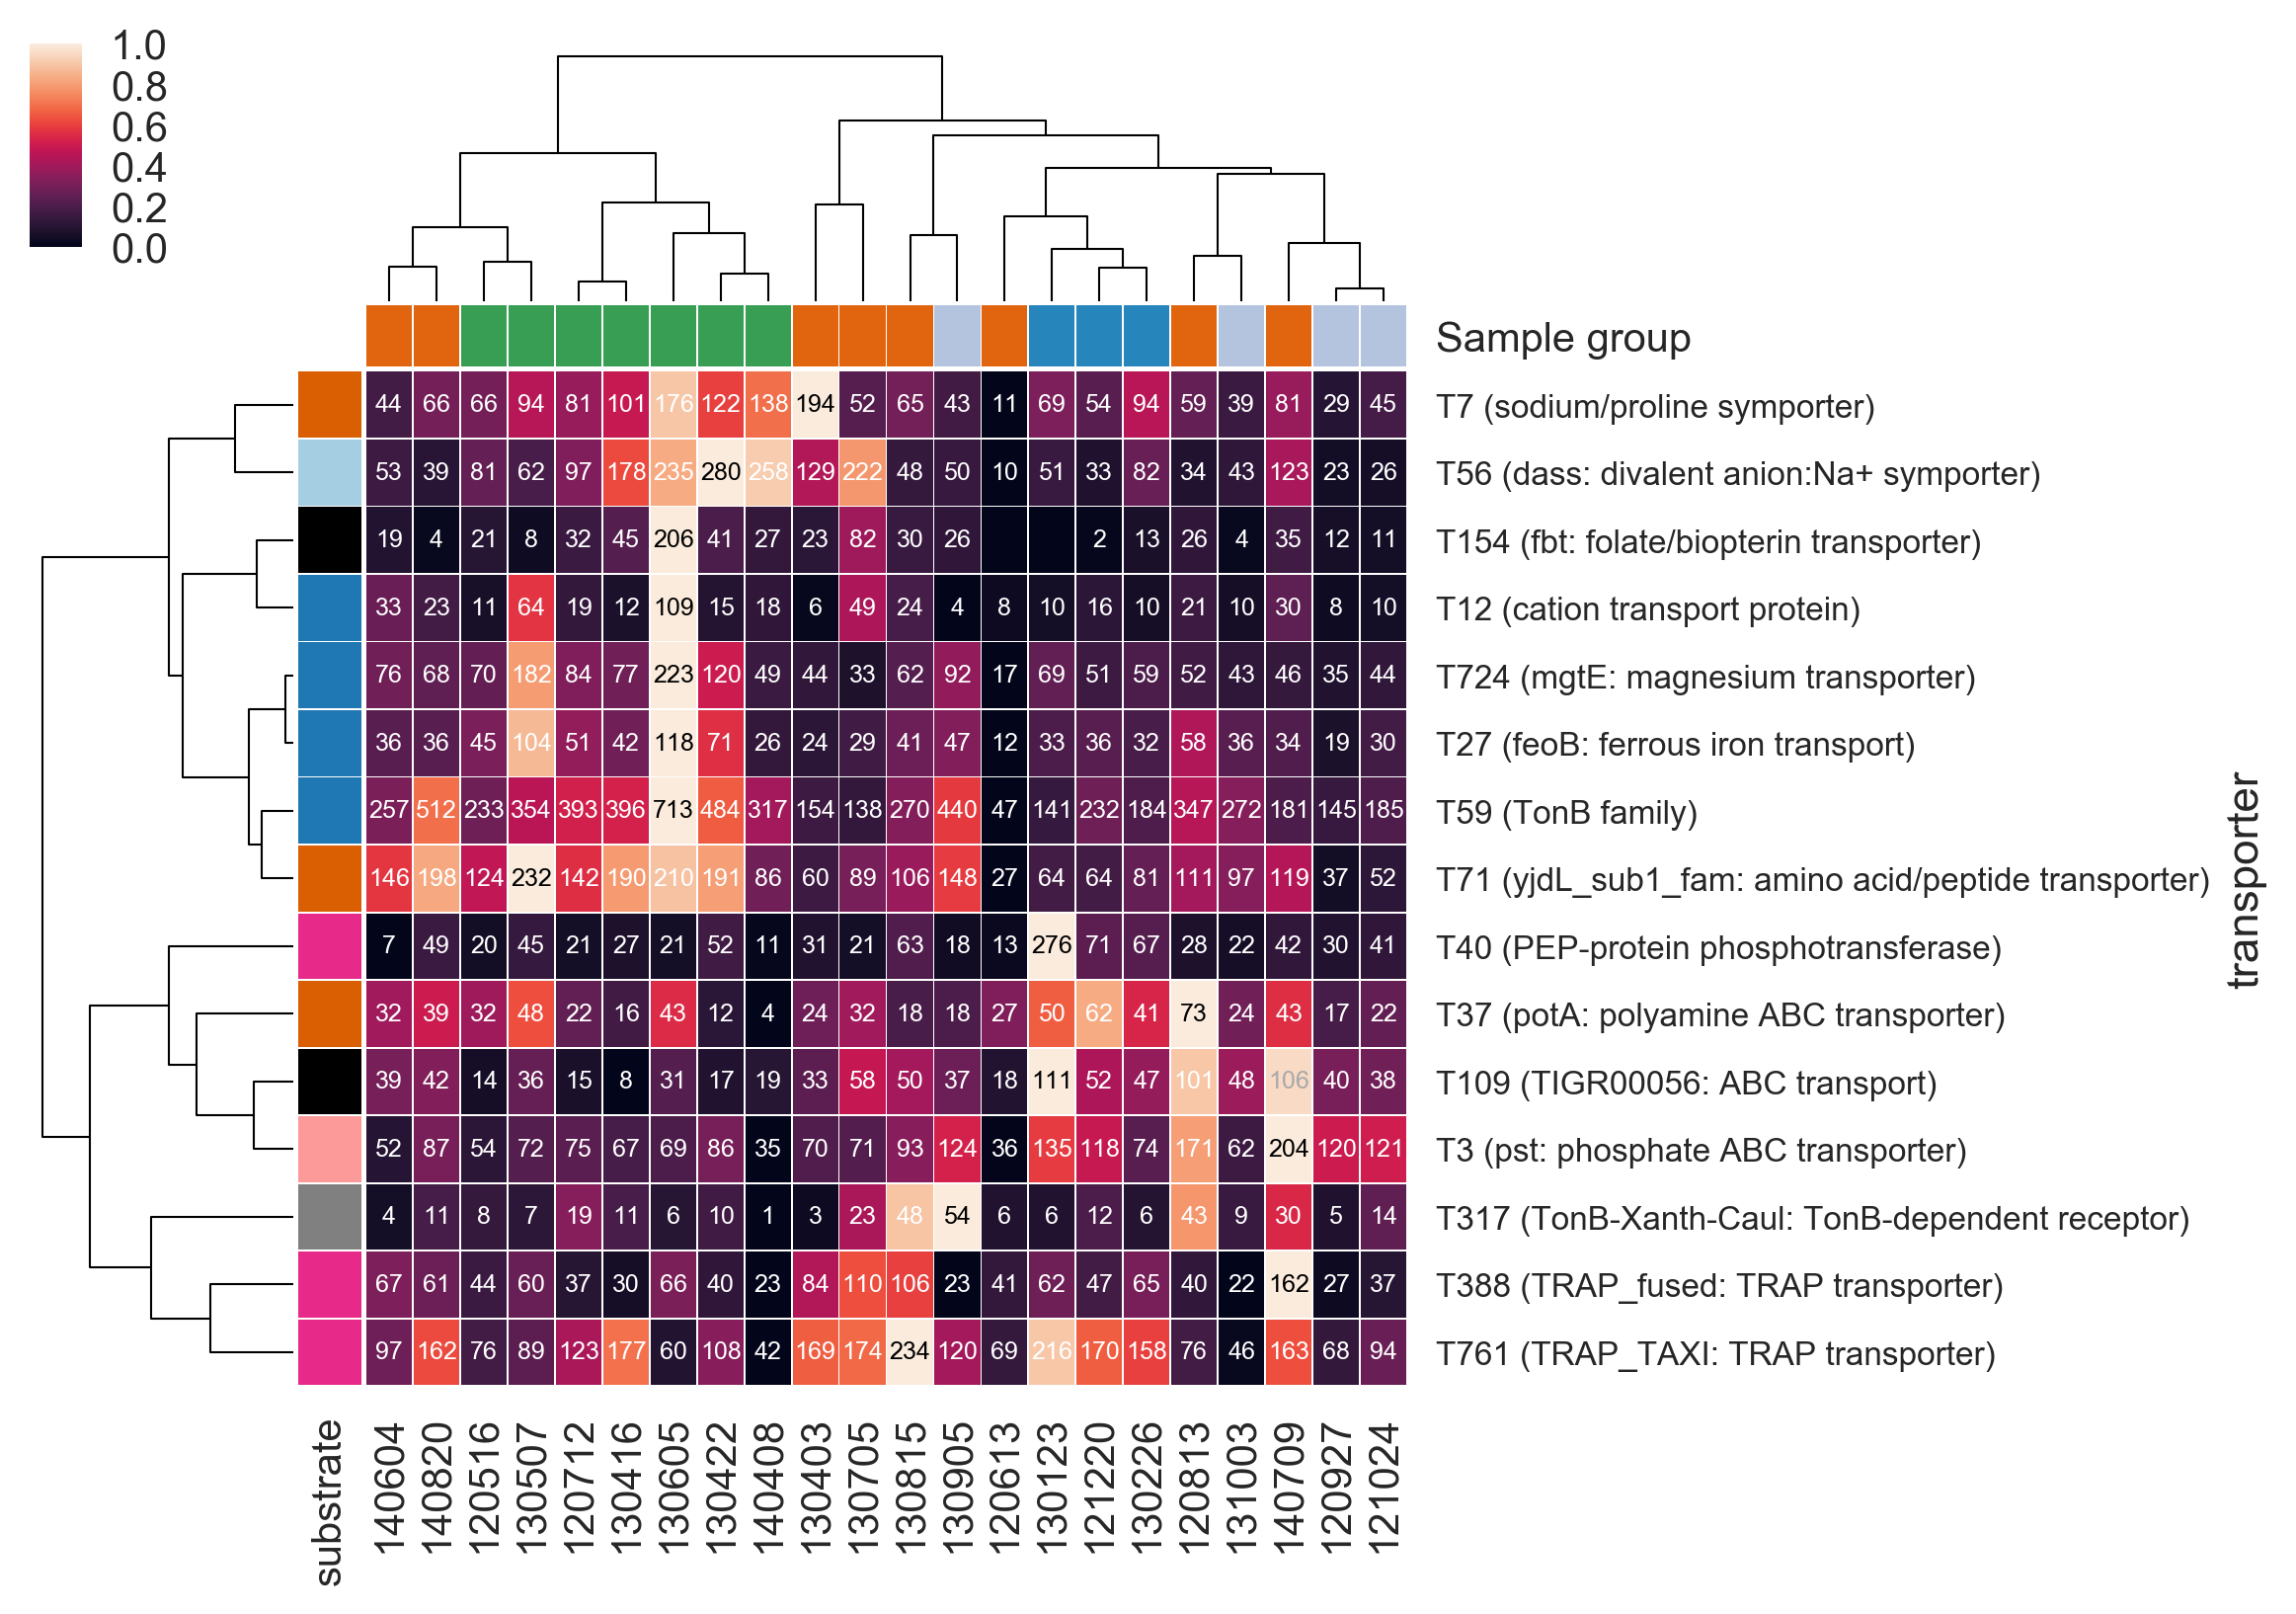 1.0
0.8
0.6
0.4
0.2
0.0
Sample group
44 66 66 94 81 101 176 122 138 194 52 65 43 11 69 54 94 59 39 81 29 45 T7 (sodium/proline symporter)
53 39 81 62 97 178 235 280 258 129 222 48 50 10 51 33 82 34 43 123 23 26 T56 (dass: divalent anion:Na+ symporter)
19 4 21 8 32 45 206 41 27 23 82 30 26 2 13 26 4 35 12 11 T154 (fbt: folate/biopterin transporter)
33 23 11 64 19 12 109 15 18 6 49 24 4 8 10 16 10 21 10 30 8 10 T12 (cation transport protein)
76 68 70 182 84 77 223 120 49 44 33 62 92 17 69 51 59 52 43 46 35 44 T724 (mgtE: magnesium transporter)
36 36 45 104 51 42 118 71 26 24 29 41 47 12 33 36 32 58 36 34 19 30 T27 (feoB: ferrous iron transport)
257 512 233 354 393 396 713 484 317 154 138 270 440 47 141 232 184 347 272 181 145 185 T59 (TonB family)
146 198 124 232 142 190 210 191 86 60 89 106 148 27 64 64 81 111 97 119 37 52 T71 (yjdL_sub1_fam: amino acid/peptide transporter)
7 49 20 45 21 27 21 52 11 31 21 63 18 13 276 71 67 28 22 42 30 41 T40 (PEP-protein phosphotransferase)
32 39 32 48 22 16 43 12 4 24 32 18 18 27 50 62 41 73 24 43 17 22 T37 (potA: polyamine ABC transporter)
39 42 14 36 15 8 31 17 19 33 58 50 37 18 111 52 47 101 48 106 40 38 T109 (TIGR00056: ABC transport)
52 87 54 72 75 67 69 86 35 70 71 93 124 36 135 118 74 171 62 204 120 121 T3 (pst: phosphate ABC transporter)
4 11 8 7 19 11 6 10 1 3 23 48 54 6 6 12 6 43 9 30 5 14 T317 (TonB-Xanth-Caul: TonB-dependent receptor)
67 61 44 60 37 30 66 40 23 84 110 106 23 41 62 47 65 40 22 162 27 37 T388 (TRAP_fused: TRAP transporter)
97 162 76 89 123 177 60 108 42 169 174 234 120 69 216 170 158 76 46 163 68 94 T761 (TRAP_TAXI: TRAP transporter)
transporter
substrate
140604
140820
120516
130507
120712
130416
130605
130422
140408
130403
130705
130815
130905
120613
130123
121220
130226
120813
131003
140709
120927
121024